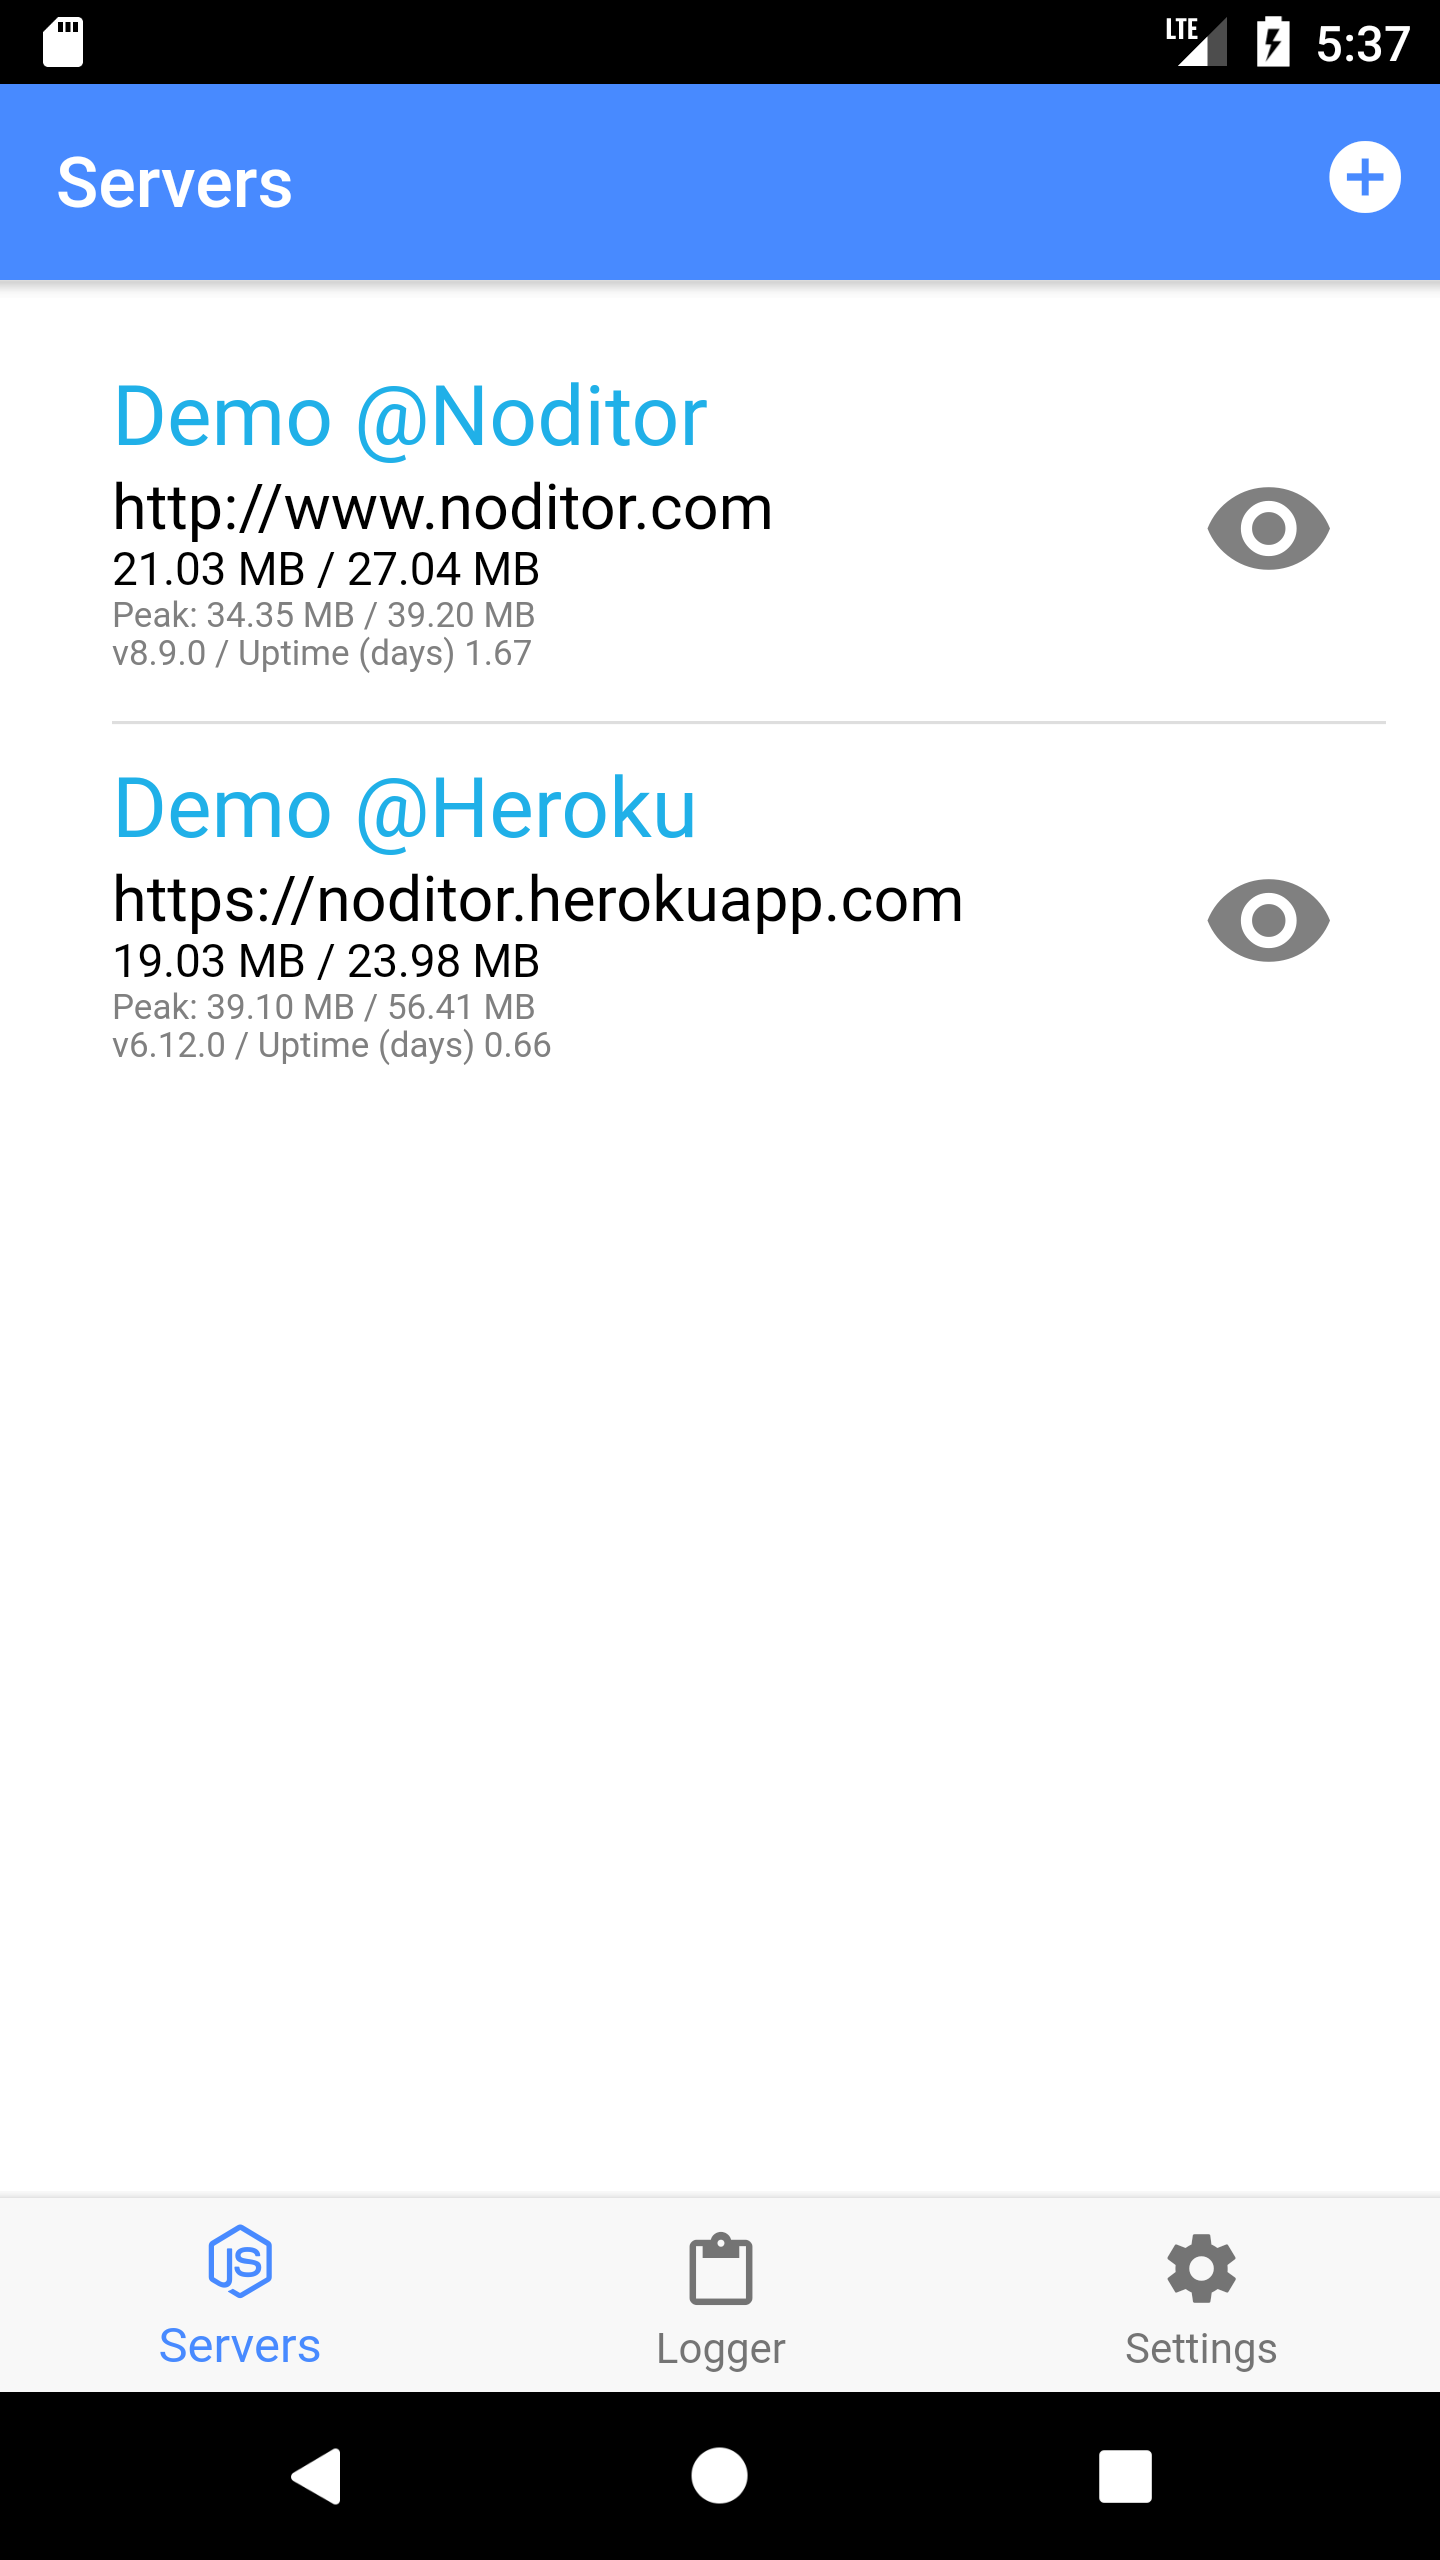 LTE 5:37
Servers
Demo @Noditor
http://www.noditor.com
21.03 MB / 27.04 MB
Peak: 34.35 MB / 39.20 MB
v8.9.0 / Uptime (days) 1.67
Demo @Heroku
https://noditor.herokuapp.com
19.03 MB / 23.98 MB
Peak: 39.10 MB / 56.41 MB
v6.12.0 / Uptime (days) 0.66
JS
Servers Logger Settings